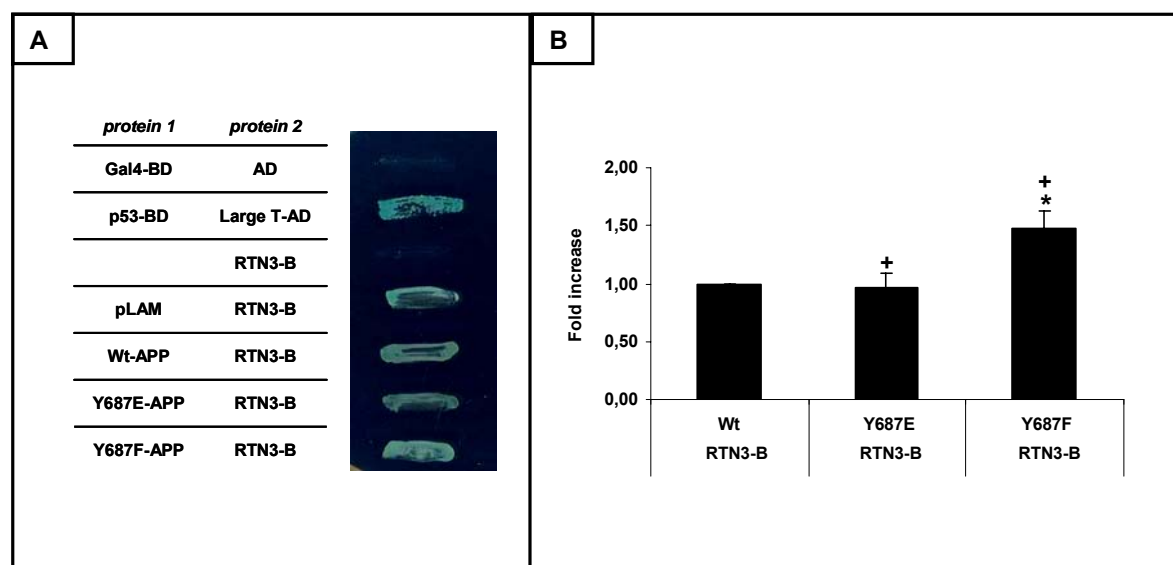 A
protein 1 protein 2
Gal4-BD AD
p53-BD Large T-AD
RTN3-B
pLAM RTN3-B
Wt-APP RTN3-B
Y687E-APP RTN3-B
Y687F-APP RTN3-B
B
Fold increase
2,00
1,50
1,00
0,50
0,00
+
+
*
Wt Y687E Y687F
RTN3-B RTN3-B RTN3-B